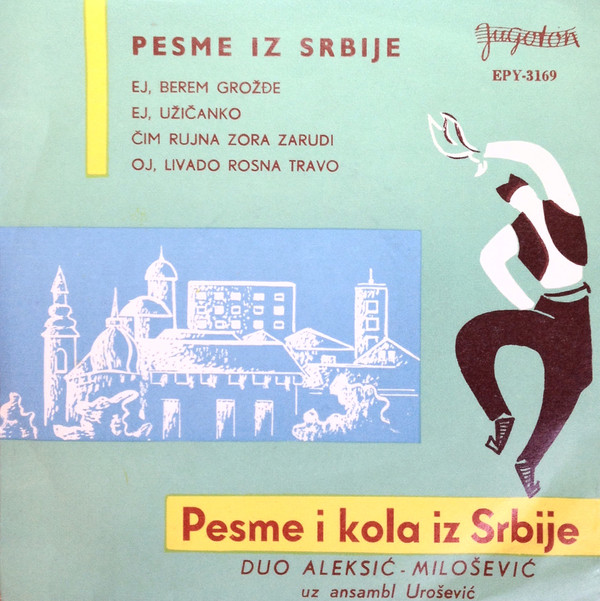 PESME IZ SRBIJE
Jugoton
EPY-3169
EJ, BEREM GROŽĐE
EJ, UŽIČANKO
ČIM RUJNA ZORA ZARUDI
OJ, LIVADO ROSNA TRAVO
Pesme i kola iz Srbije
DUO ALEKSIĆ - MILOŠEVIĆ
uz ansambl Urošević